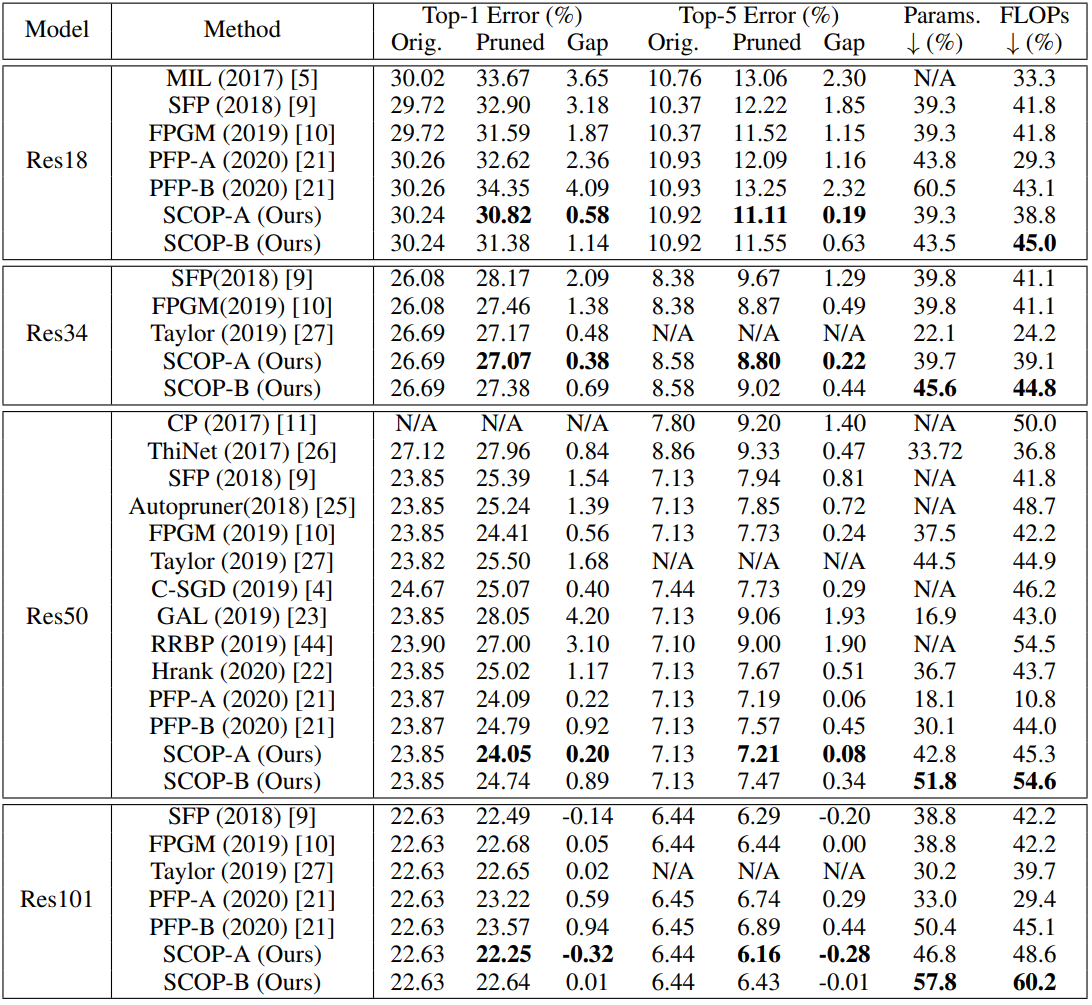 Model Method Top-1 Error (%) Top-5 Error (%) Params. FLOPs
Orig. Pruned Gap Orig. Pruned Gap ↓ (%) ↓ (%)
MIL (2017) [5] 30.02 33.67 3.65 10.76 13.06 2.30 N/A 33.3
SFP (2018) [9] 29.72 32.90 3.18 10.37 12.22 1.85 39.3 41.8
FPGM (2019) [10] 29.72 31.59 1.87 10.37 11.52 1.15 39.3 41.8
Res18 PFP-A (2020) [21] 30.26 32.62 2.36 10.93 12.09 1.16 43.8 29.3
PFP-B (2020) [21] 30.26 34.35 4.09 10.93 13.25 2.32 60.5 43.1
SCOP-A (Ours) 30.24 30.82 0.58 10.92 11.11 0.19 39.3 38.8
SCOP-B (Ours) 30.24 31.38 1.14 10.92 11.55 0.63 43.5 45.0
SFP(2018) [9] 26.08 28.17 2.09 8.38 9.67 1.29 39.8 41.1
FPGM(2019) [10] 26.08 27.46 1.38 8.38 8.87 0.49 39.8 41.1
Res34 Taylor (2019) [27] 26.69 27.17 0.48 N/A N/A N/A 22.1 24.2
SCOP-A (Ours) 26.69 27.07 0.38 8.58 8.80 0.22 39.7 39.1
SCOP-B (Ours) 26.69 27.38 0.69 8.58 9.02 0.44 45.6 44.8
CP (2017) [11] N/A N/A N/A 7.80 9.20 1.40 N/A 50.0
ThiNet (2017) [26] 27.12 27.96 0.84 8.86 9.33 0.47 33.72 36.8
SFP (2018) [9] 23.85 25.39 1.54 7.13 7.94 0.81 N/A 41.8
Autopruner(2018) [25] 23.85 25.24 1.39 7.13 7.85 0.72 N/A 48.7
FPGM (2019) [10] 23.85 24.41 0.56 7.13 7.73 0.24 37.5 42.2
Taylor (2019) [27] 23.82 25.50 1.68 N/A N/A N/A 44.5 44.9
C-SGD (2019) [4] 24.67 25.07 0.40 7.44 7.73 0.29 N/A 46.2
Res50 GAL (2019) [23] 23.85 28.05 4.20 7.13 9.06 1.93 16.9 43.0
RRBP (2019) [44] 23.90 27.00 3.10 7.10 9.00 1.90 N/A 54.5
Hrank (2020) [22] 23.85 25.02 1.17 7.13 7.67 0.51 36.7 43.7
PFP-A (2020) [21] 23.87 24.09 0.22 7.13 7.19 0.06 18.1 10.8
PFP-B (2020) [21] 23.87 24.79 0.92 7.13 7.57 0.45 30.1 44.0
SCOP-A (Ours) 23.85 24.05 0.20 7.13 7.21 0.08 42.8 45.3
SCOP-B (Ours) 23.85 24.74 0.89 7.13 7.47 0.34 51.8 54.6
SFP (2018) [9] 22.63 22.49 -0.14 6.44 6.29 -0.20 38.8 42.2
FPGM (2019) [10] 22.63 22.68 0.05 6.44 6.44 0.00 38.8 42.2
Taylor (2019) [27] 22.63 22.65 0.02 N/A N/A N/A 30.2 39.7
Res101 PFP-A (2020) [21] 22.63 23.22 0.59 6.45 6.74 0.29 33.0 29.4
PFP-B (2020) [21] 22.63 23.57 0.94 6.45 6.89 0.44 50.4 45.1
SCOP-A (Ours) 22.63 22.25 -0.32 6.44 6.16 -0.28 46.8 48.6
SCOP-B (Ours) 22.63 22.64 0.01 6.44 6.43 -0.01 57.8 60.2